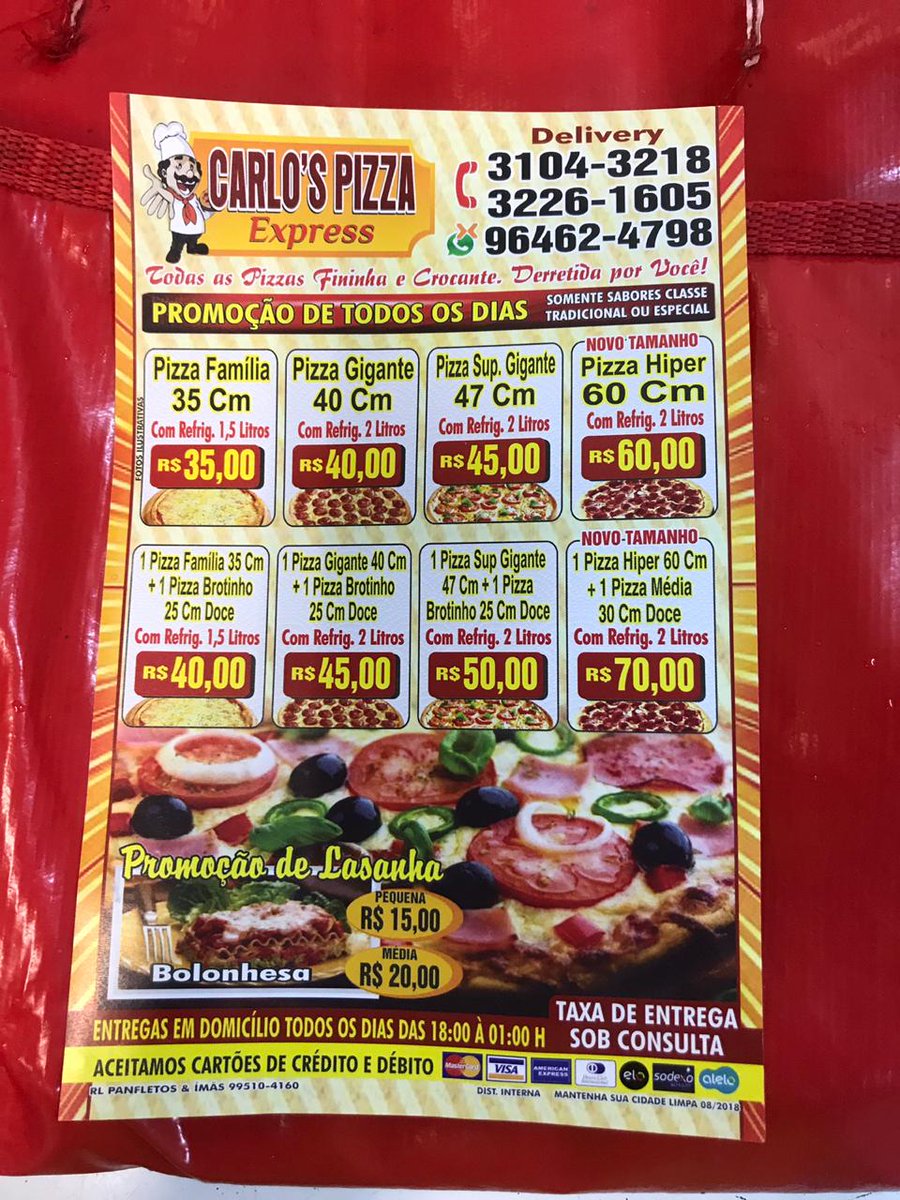 CARLO'S PIZZA
Express
Delivery
3104-3218
3226-1605
96462-4798
Todas as Pizzas Fininha e Crocante. Derretida por Você!
PROMOÇÃO DE TODOS OS DIAS
SOMENTE SABORES CLASSE
TRADICIONAL OU ESPECIAL
FOTOS ILUSTRATIVAS
Pizza Família
35 Cm
Com Refrig. 1,5 Litros
R$35,00
Pizza Gigante
40 Cm
Com Refrig. 2 Litros
R$40,00
Pizza Sup. Gigante
47 Cm
Com Refrig. 2 Litros
R$45,00
NOVO TAMANHO
Pizza Hiper
60 Cm
Com Refrig. 2 Litros
R$60,00
1 Pizza Família 35 Cm
+ 1 Pizza Brotinho
25 Cm Doce
Com Refrig. 1,5 Litros
R$40,00
1 Pizza Gigante 40 Cm
+ 1 Pizza Brotinho
25 Cm Doce
Com Refrig. 2 Litros
R$45,00
1 Pizza Sup Gigante
47 Cm + 1 Pizza
Brotinho 25 Cm Doce
Com Refrig. 2 Litros
R$50,00
NOVO TAMANHO
1 Pizza Hiper 60 Cm
+ 1 Pizza Média
30 Cm Doce
Com Refrig. 2 Litros
R$70,00
Promoção de Lasanha
PEQUENA
R$ 15,00
MÉDIA
R$ 20,00
Bolonhesa
TAXA DE ENTREGA
SOB CONSULTA
ENTREGAS EM DOMICÍLIO TODOS OS DIAS DAS 18:00 À 01:00 H
ACEITAMOS CARTÕES DE CRÉDITO E DÉBITO
MasterCard
VISA
AMERICAN EXPRESS
elo
sodexo
alelo
RL PANFLETOS & IMÃS 99510-4160
DIST. INTERNA
MANTENHA SUA CIDADE LIMPA 08/2018